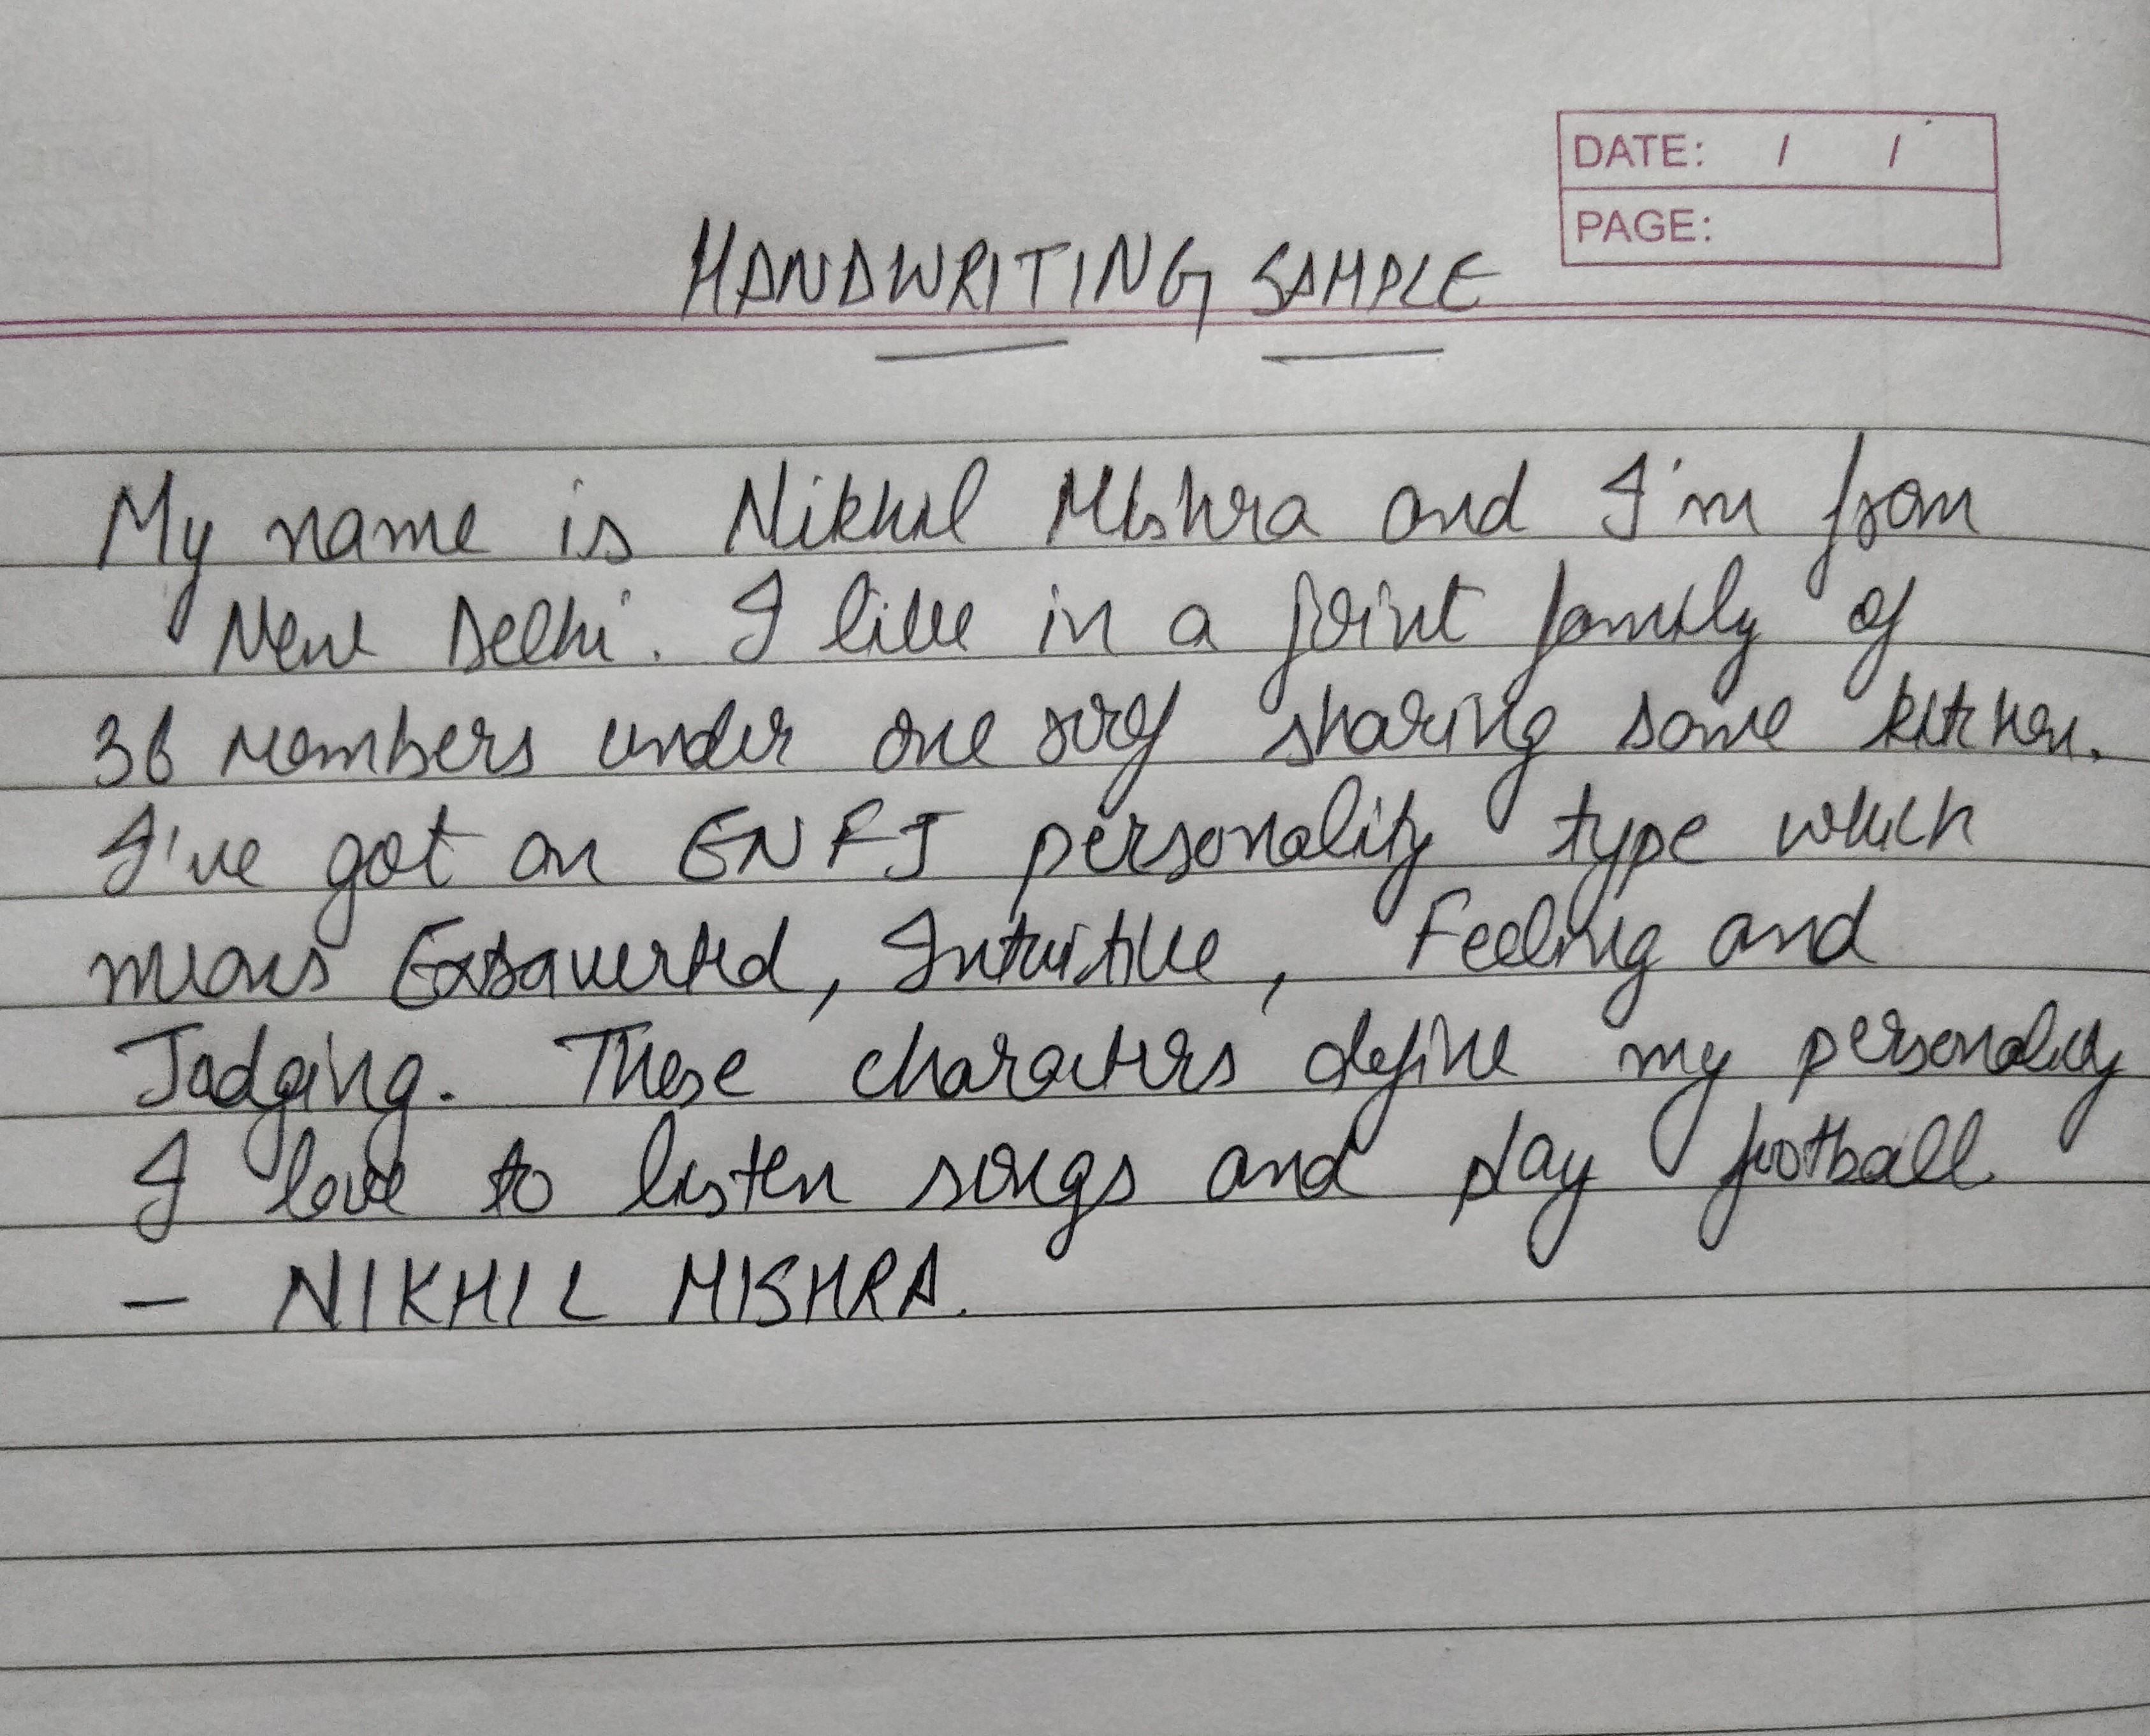 DATE: / /
PAGE:
HANDWRITING SAMPLE
My name is Nikhil Mishra and I'm from
New Delhi. I live in a joint family of
36 members under one roof sharing same kitchen.
I've got an ENFJ personality type which
means Extraverted, Intuitive, Feeling and
Judging. These characters define my personality
I love to listen songs and play football
- NIKHIL MISHRA.